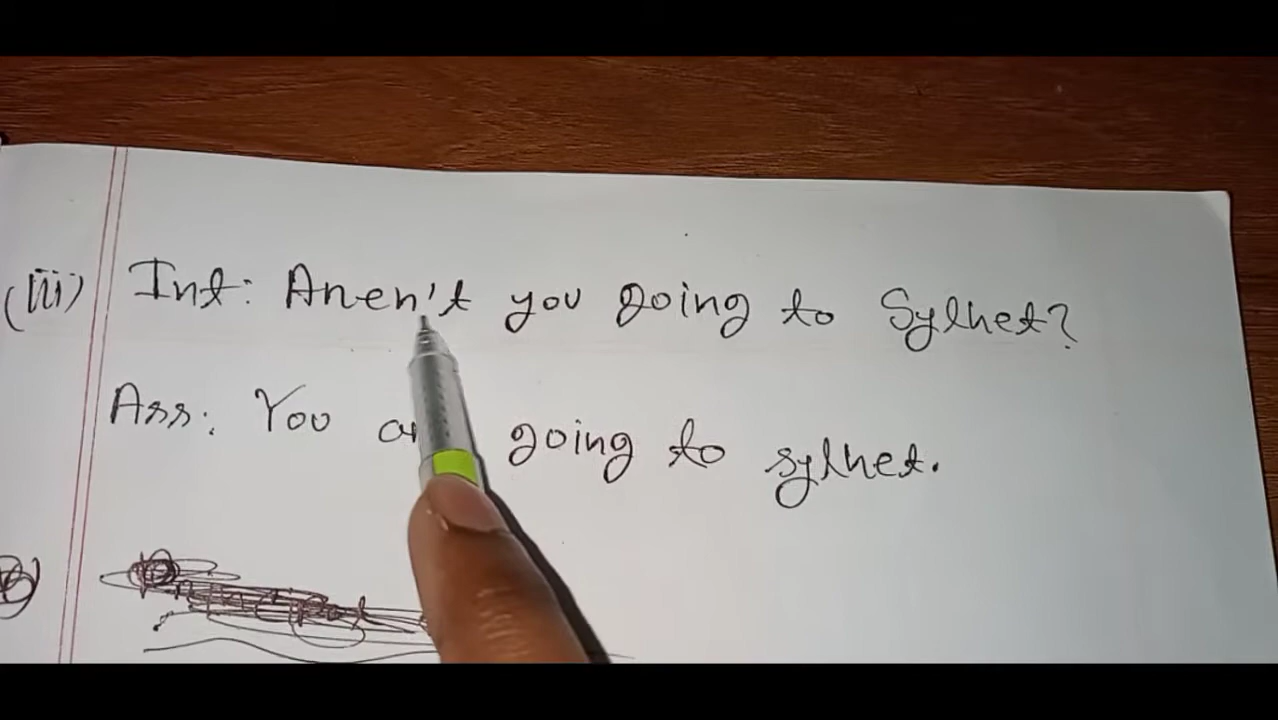 (iii) Int: Aren't you going to Sylhet?
Ass: You going to sylhet.